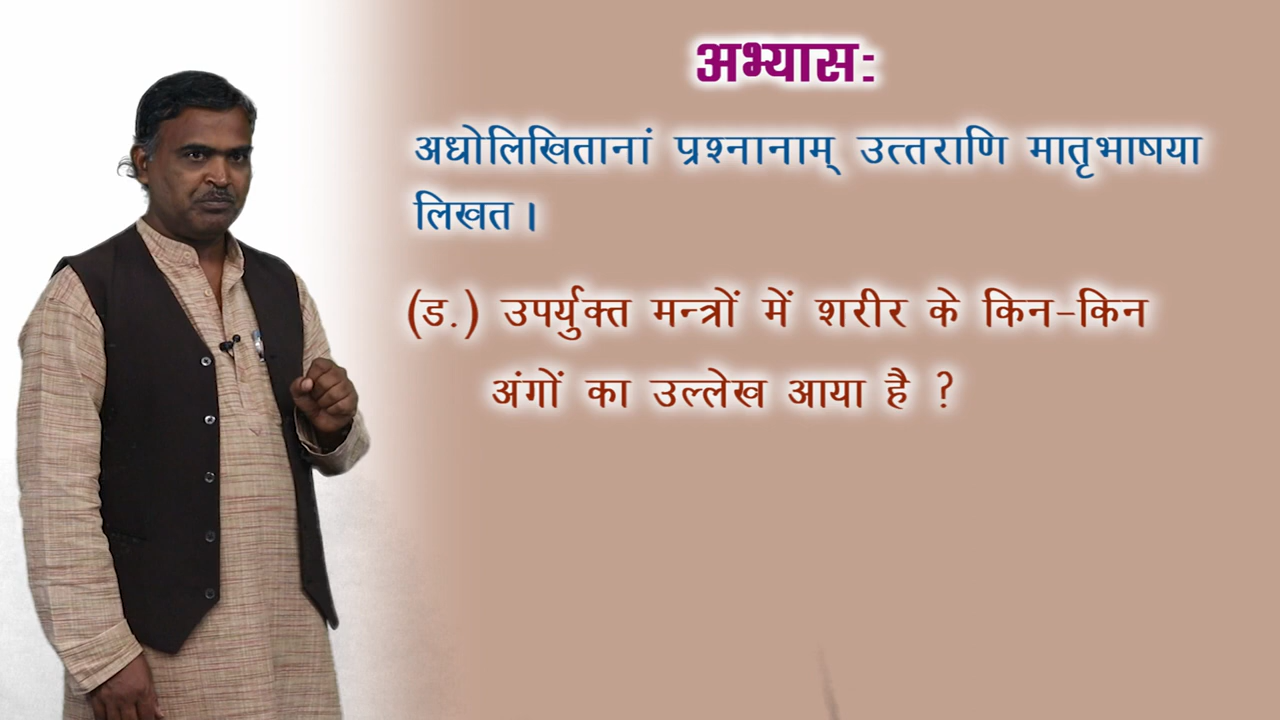 अभ्यासः
अधोलिखितानां प्रश्नानाम् उत्तराणि मातृभाषया
लिखत।
(ड.) उपर्युक्त मन्त्रों में शरीर के किन-किन
अंगों का उल्लेख आया है ?